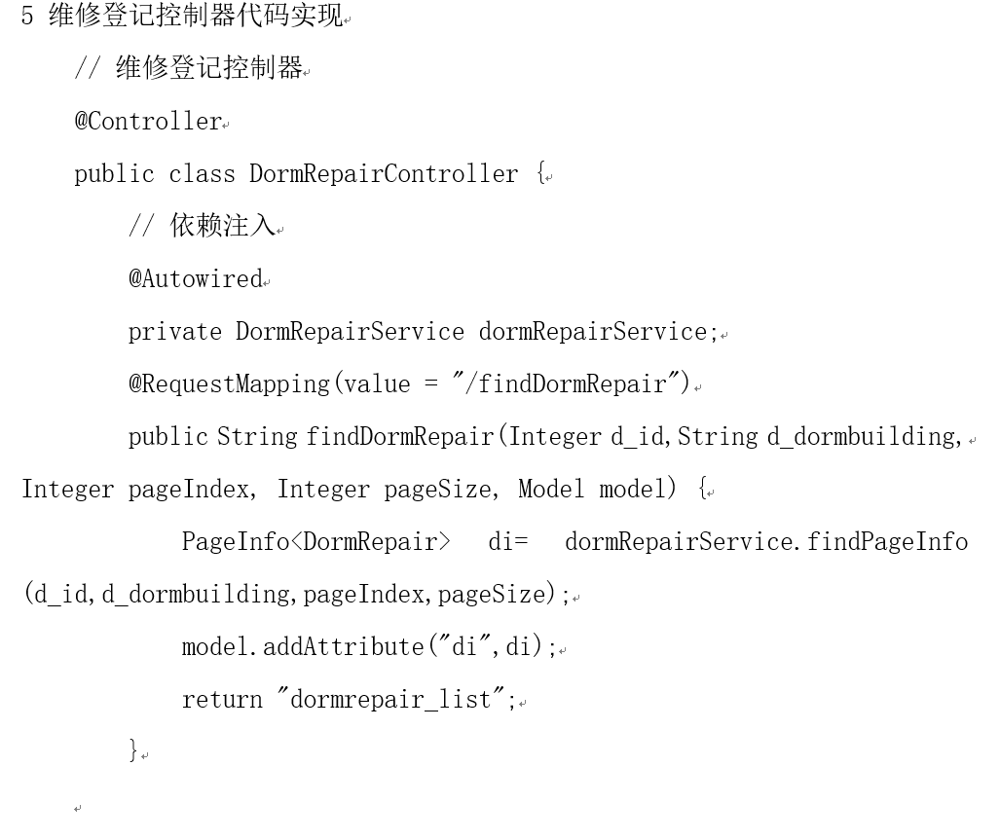 5 维修登记控制器代码实现
// 维修登记控制器
@Controller
public class DormRepairController {
// 依赖注入
@Autowired
private DormRepairService dormRepairService;
@RequestMapping(value = "/findDormRepair")
public String findDormRepair(Integer d_id,String d_dormbuilding,
Integer pageIndex, Integer pageSize, Model model) {
PageInfo<DormRepair> di= dormRepairService.findPageInfo
(d_id,d_dormbuilding,pageIndex,pageSize);
model.addAttribute("di",di);
return "dormrepair_list";
}